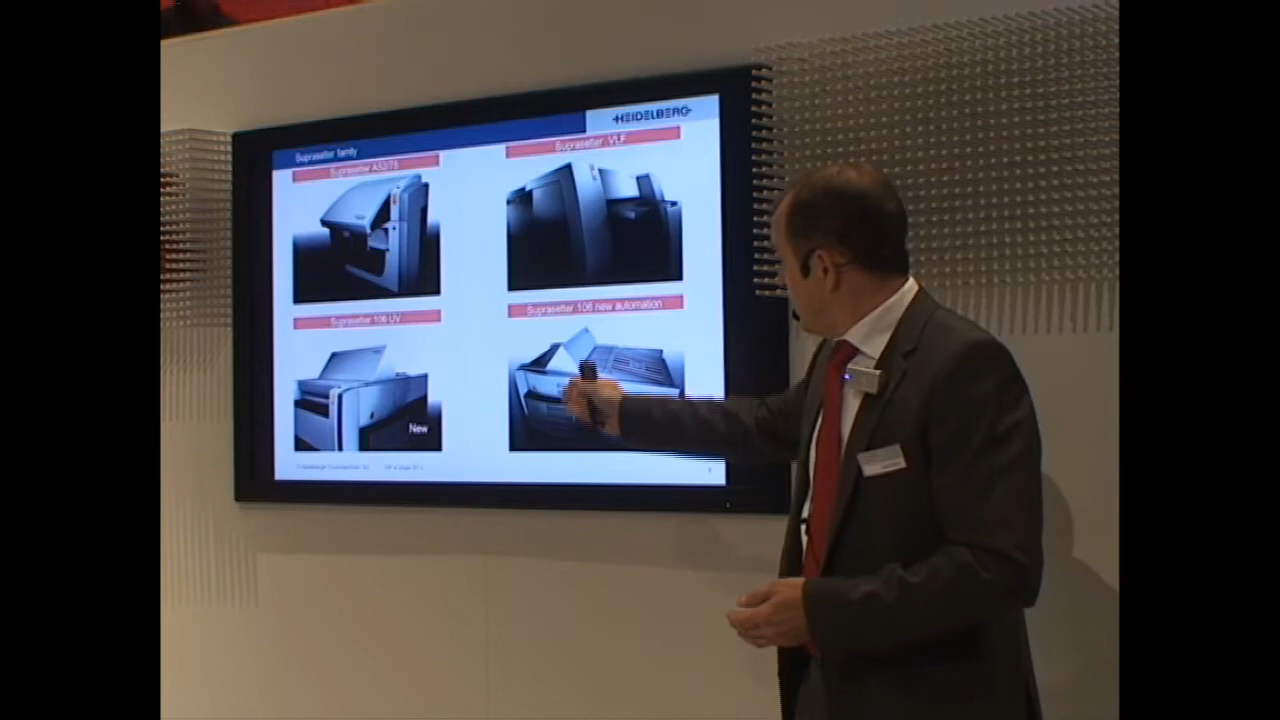 HEIDELBERG
Suprasetter family
Suprasetter A52/75
Suprasetter VLF
Suprasetter 106 UV
Suprasetter 106 new automation
New